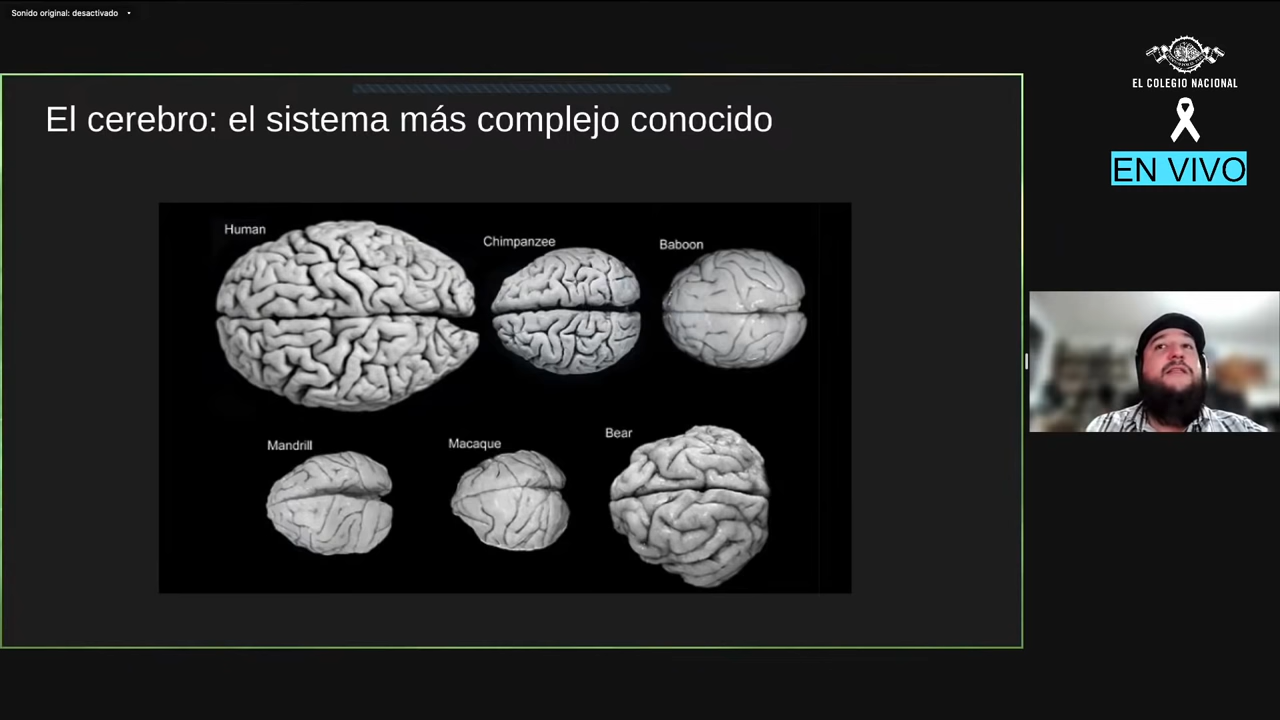 Sonido original: desactivado
EL COLEGIO NACIONAL
EN VIVO
El cerebro: el sistema más complejo conocido
Human
Chimpanzee
Baboon
Mandrill
Macaque
Bear